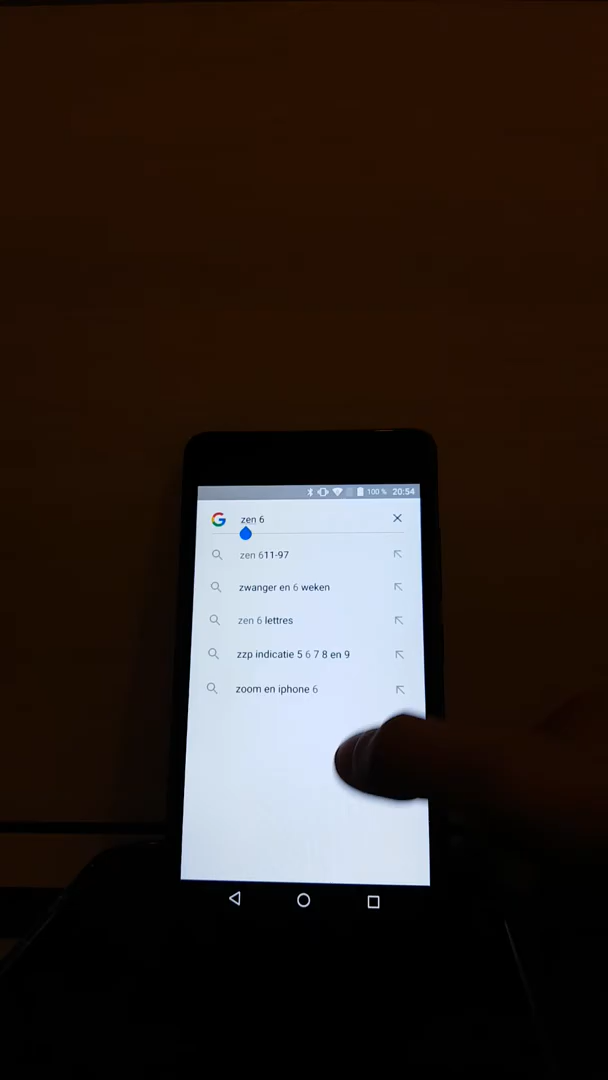 100 % 20:54
zen 6
zen 611-97
zwanger en 6 weken
zen 6 lettres
zzp indicatie 5 6 7 8 en 9
zoom en iphone 6